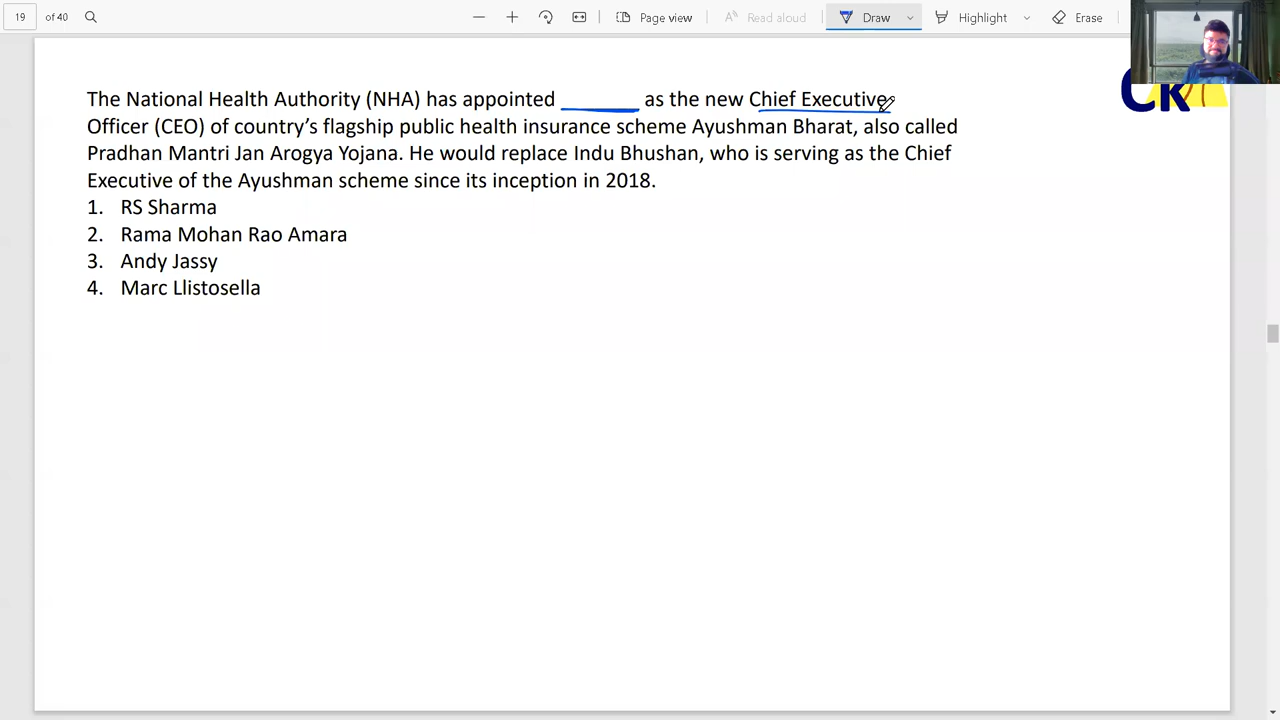 19 of 40 Page view Read aloud Draw Highlight Erase
The National Health Authority (NHA) has appointed ______ as the new Chief Executive
Officer (CEO) of country’s flagship public health insurance scheme Ayushman Bharat, also called
Pradhan Mantri Jan Arogya Yojana. He would replace Indu Bhushan, who is serving as the Chief
Executive of the Ayushman scheme since its inception in 2018.
1. RS Sharma
2. Rama Mohan Rao Amara
3. Andy Jassy
4. Marc Llistosella
CK